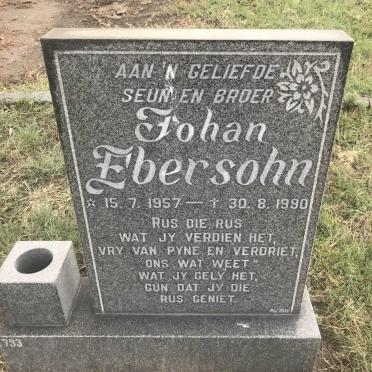 AAN 'N GELIEFDE
SEUN EN BROER
Johan
Ebersohn
☆ 15. 7. 1957 — † 30. 8. 1990
RUS DIE RUS
WAT JY VERDIEN HET,
VRY VAN PYNE EN VERDRIET,
ONS WAT WEET
WAT JY GELY HET,
GUN DAT JY DIE
RUS GENIET.